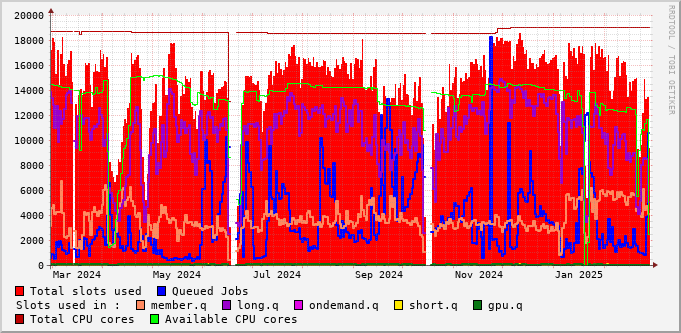 20000
18000
16000
14000
12000
10000
8000
6000
4000
2000
0
Mar 2024 May 2024 Jul 2024 Sep 2024 Nov 2024 Jan 2025
RRDTOOL / TOBI OETIKER
Total slots used Queued Jobs
Slots used in : member.q long.q ondemand.q short.q gpu.q
Total CPU cores Available CPU cores